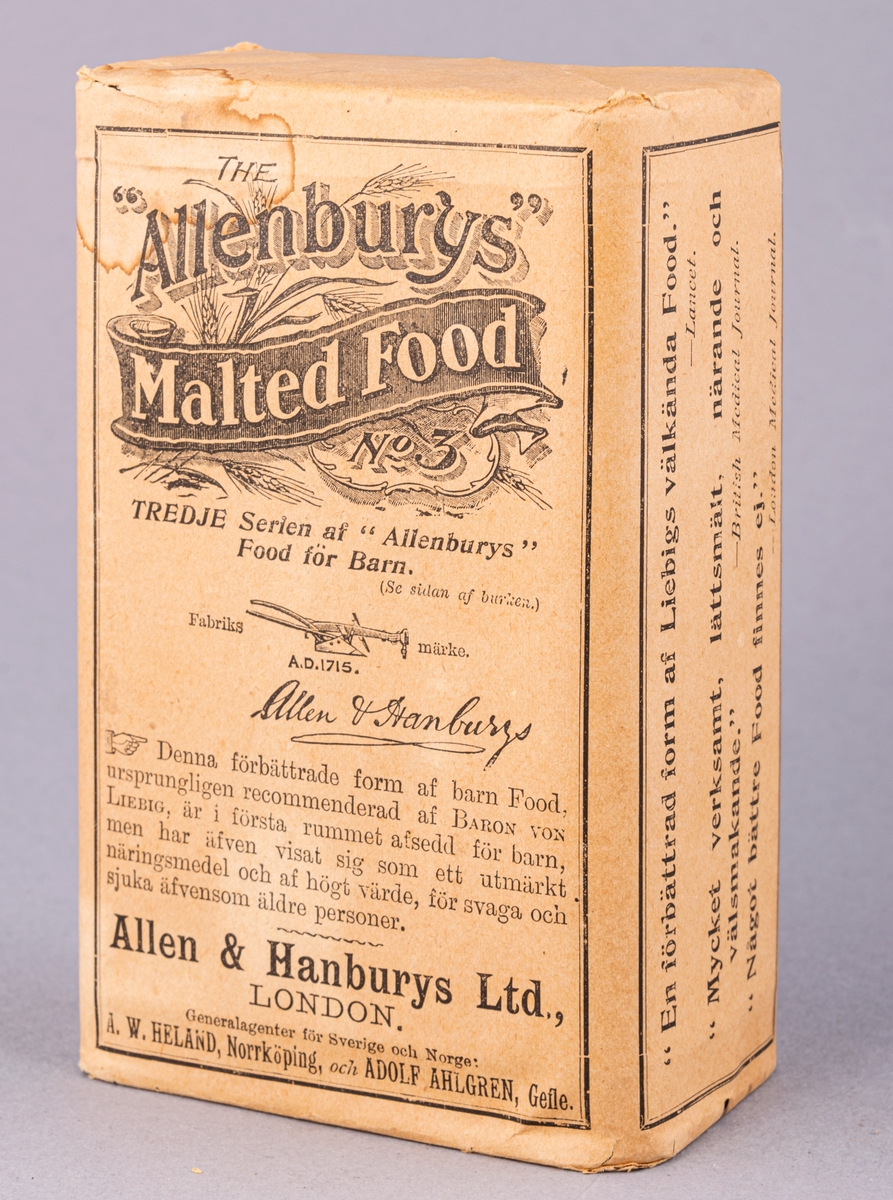 THE
“Allenburys”
Malted Food
No. 3
TREDJE Serien af “Allenburys”
Food för Barn.
(Se sidan af burken.)
Fabriks märke.
A.D. 1715.
Allen & Hanburys
☞ Denna förbättrade form af barn Food,
ursprungligen recommenderad af BARON VON
LIEBIG, är i första rummet afsedd för barn,
men har äfven visat sig som ett utmärkt
näringsmedel och af högt värde, för svaga och
sjuka äfvensom äldre personer.
Allen & Hanburys Ltd.,
LONDON.
Generalagenter för Sverige och Norge:
A. W. HELAND, Norrköping, och ADOLF AHLGREN, Gefle.
“En förbättrad form af Liebigs välkända Food.”
—Lancet.
“Mycket verksamt, lättsmält, närande och
välsmakande.”
—British Medical Journal.
“Något bättre Food finnes ej.”
—London Medical Journal.